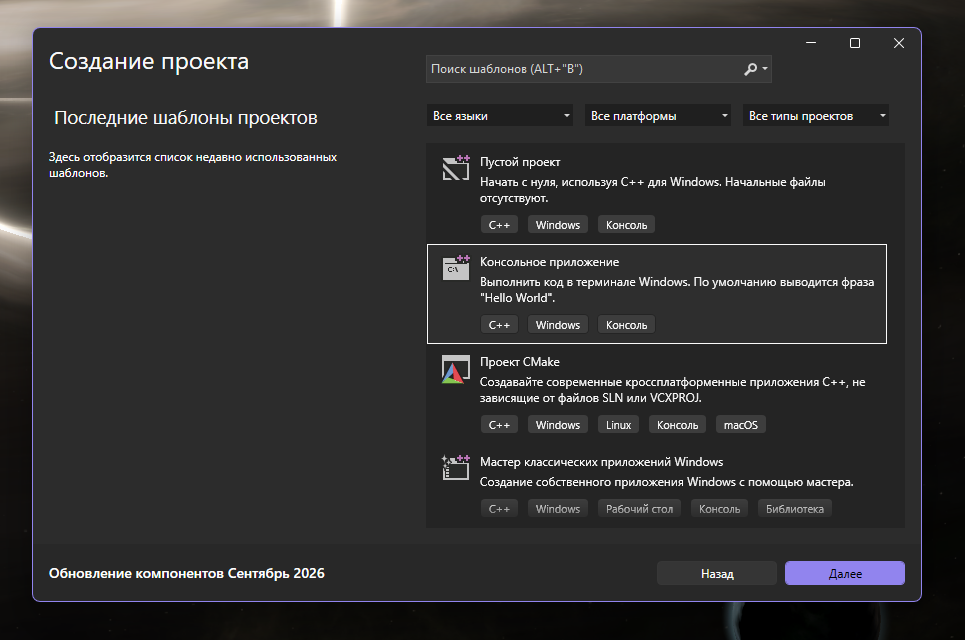 Создание проекта
Поиск шаблонов (ALT+"B")
Последние шаблоны проектов
Здесь отобразится список недавно использованных
шаблонов.
Все языки
Все платформы
Все типы проектов
Пустой проект
Начать с нуля, используя C++ для Windows. Начальные файлы
отсутствуют.
C++ Windows Консоль
C:\
Консольное приложение
Выполнить код в терминале Windows. По умолчанию выводится фраза
"Hello World".
C++ Windows Консоль
Проект CMake
Создавайте современные кроссплатформенные приложения C++, не
зависящие от файлов SLN или VCXPROJ.
C++ Windows Linux Консоль macOS
Мастер классических приложений Windows
Создание собственного приложения Windows с помощью мастера.
C++ Windows Рабочий стол Консоль Библиотека
Обновление компонентов Сентябрь 2026
Назад
Далее